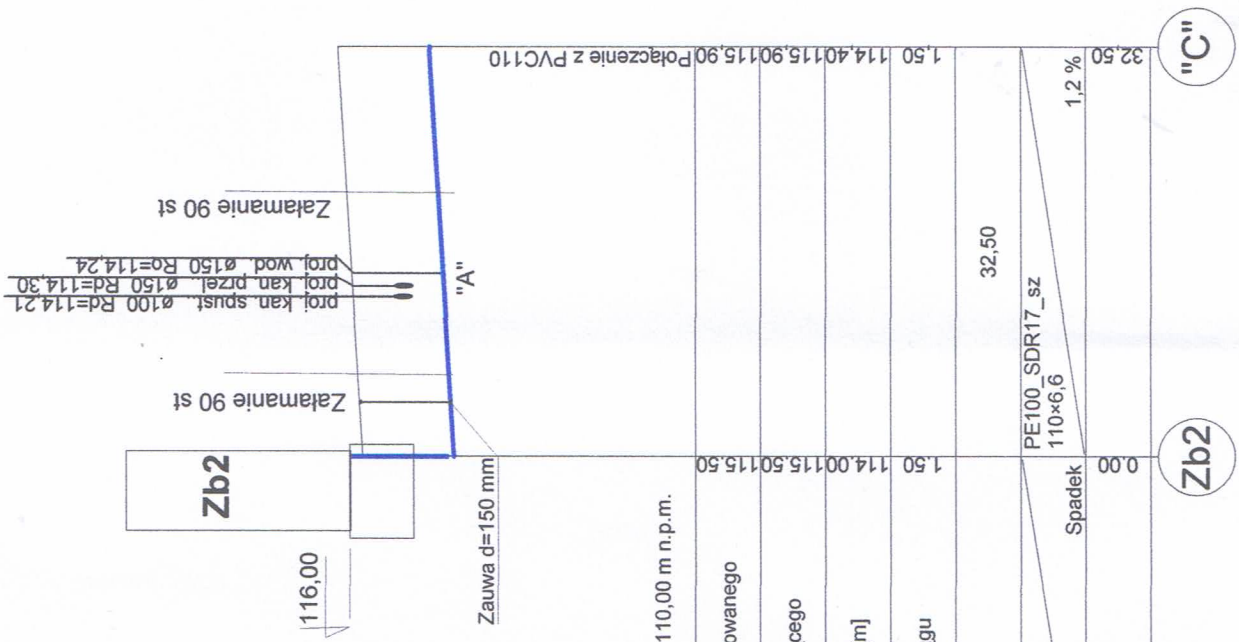 proj. kan. spust. ø100 Rd=114,21
proj. kan. przel. ø150 Rd=114,30
proj. wod. ø150 Ro=114,24
Załamanie 90 st
Załamanie 90 st
"A"
Zb2
116,00
Zauwa d=150 mm
Połączenie z PVC110
110,00 m n.p.m.
owanego
115.50
115.90
cego
115.50
115.90
m]
114.00
114.40
gu
1.50
1.50
32,50
PE100_SDR17_sz
110×6,6
Spadek
1,2 %
0.00
32.50
Zb2
"C"